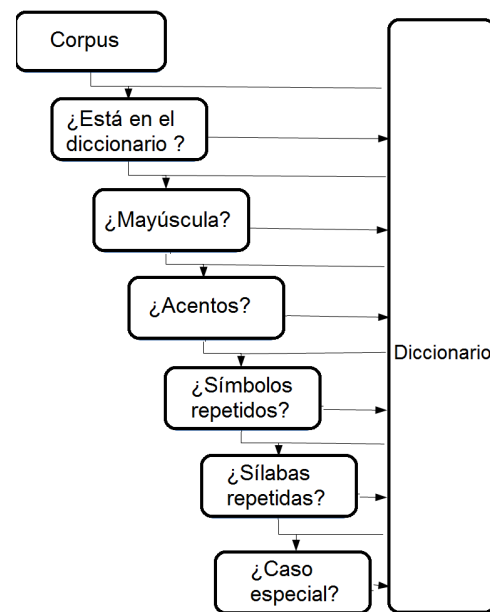 Corpus
¿Está en el
diccionario ?
¿Mayúscula?
¿Acentos?
Diccionario
¿Símbolos
repetidos?
¿Sílabas
repetidas?
¿Caso
especial?